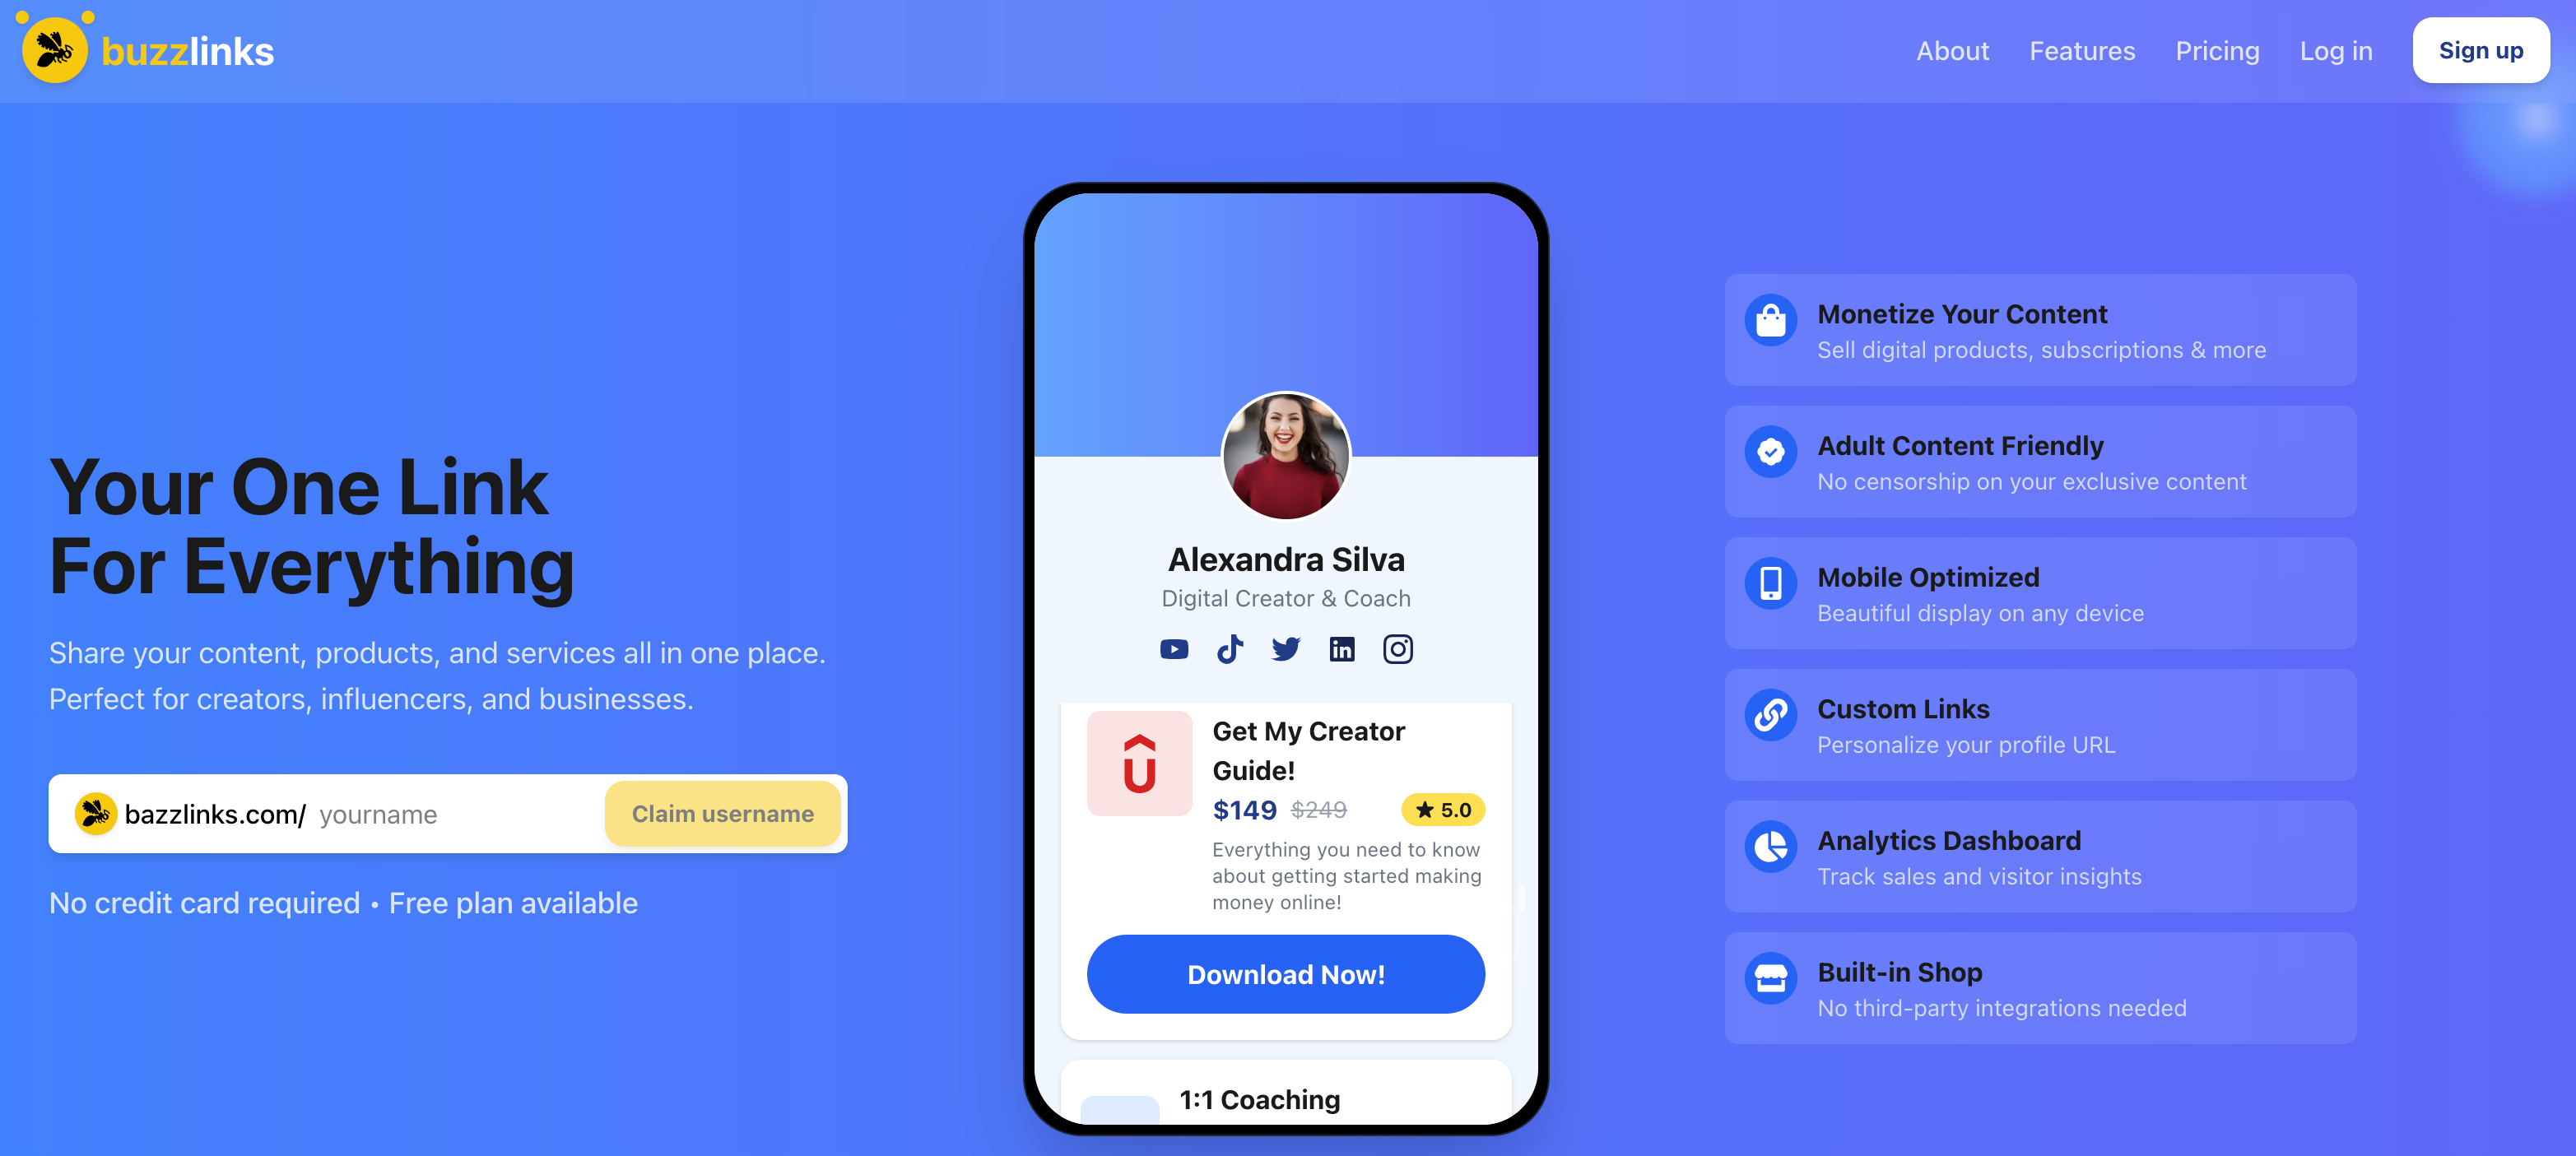 buzzlinks
About
Features
Pricing
Log in
Sign up
Your One Link
For Everything
Share your content, products, and services all in one place.
Perfect for creators, influencers, and businesses.
bazzlinks.com/ yourname
Claim username
No credit card required • Free plan available
Alexandra Silva
Digital Creator & Coach
Get My Creator
Guide!
$149 $249
★ 5.0
Everything you need to know
about getting started making
money online!
Download Now!
1:1 Coaching
Monetize Your Content
Sell digital products, subscriptions & more
Adult Content Friendly
No censorship on your exclusive content
Mobile Optimized
Beautiful display on any device
Custom Links
Personalize your profile URL
Analytics Dashboard
Track sales and visitor insights
Built-in Shop
No third-party integrations needed